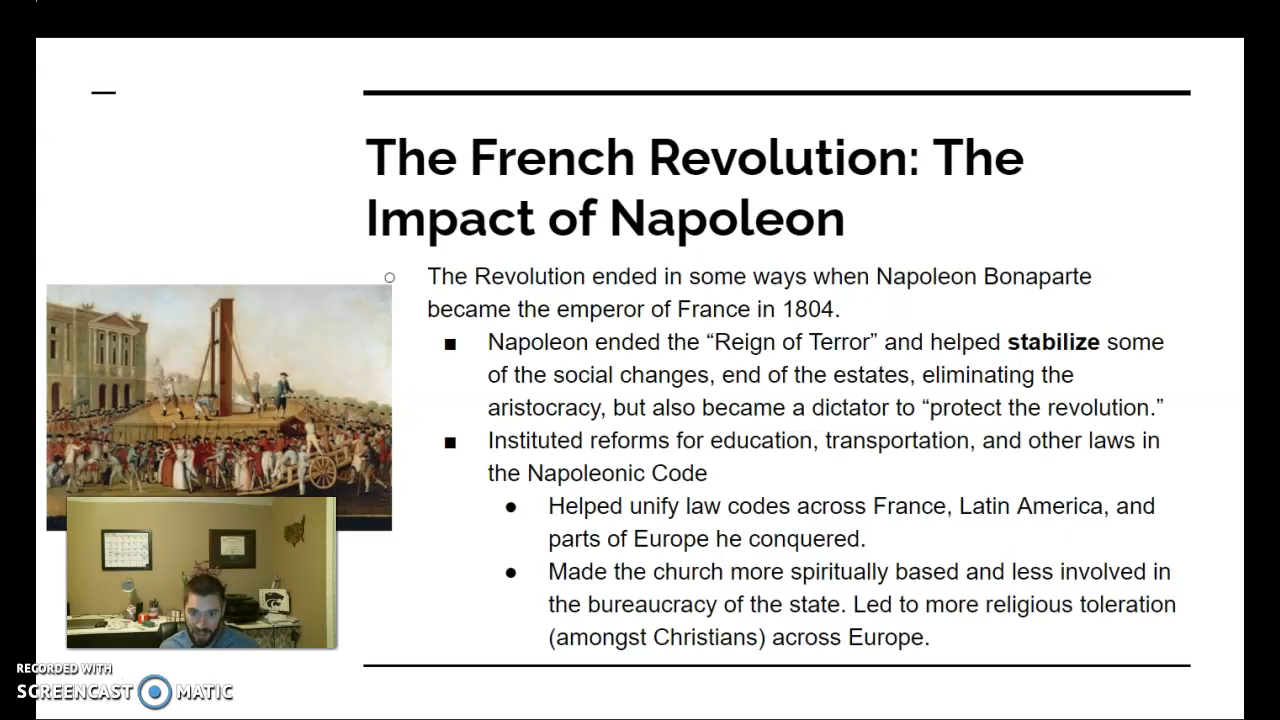 The French Revolution: The
Impact of Napoleon
○ The Revolution ended in some ways when Napoleon Bonaparte
became the emperor of France in 1804.
■ Napoleon ended the “Reign of Terror” and helped stabilize some
of the social changes, end of the estates, eliminating the
aristocracy, but also became a dictator to “protect the revolution.”
■ Instituted reforms for education, transportation, and other laws in
the Napoleonic Code
● Helped unify law codes across France, Latin America, and
parts of Europe he conquered.
● Made the church more spiritually based and less involved in
the bureaucracy of the state. Led to more religious toleration
(amongst Christians) across Europe.
RECORDED WITH
SCREENCAST MATIC